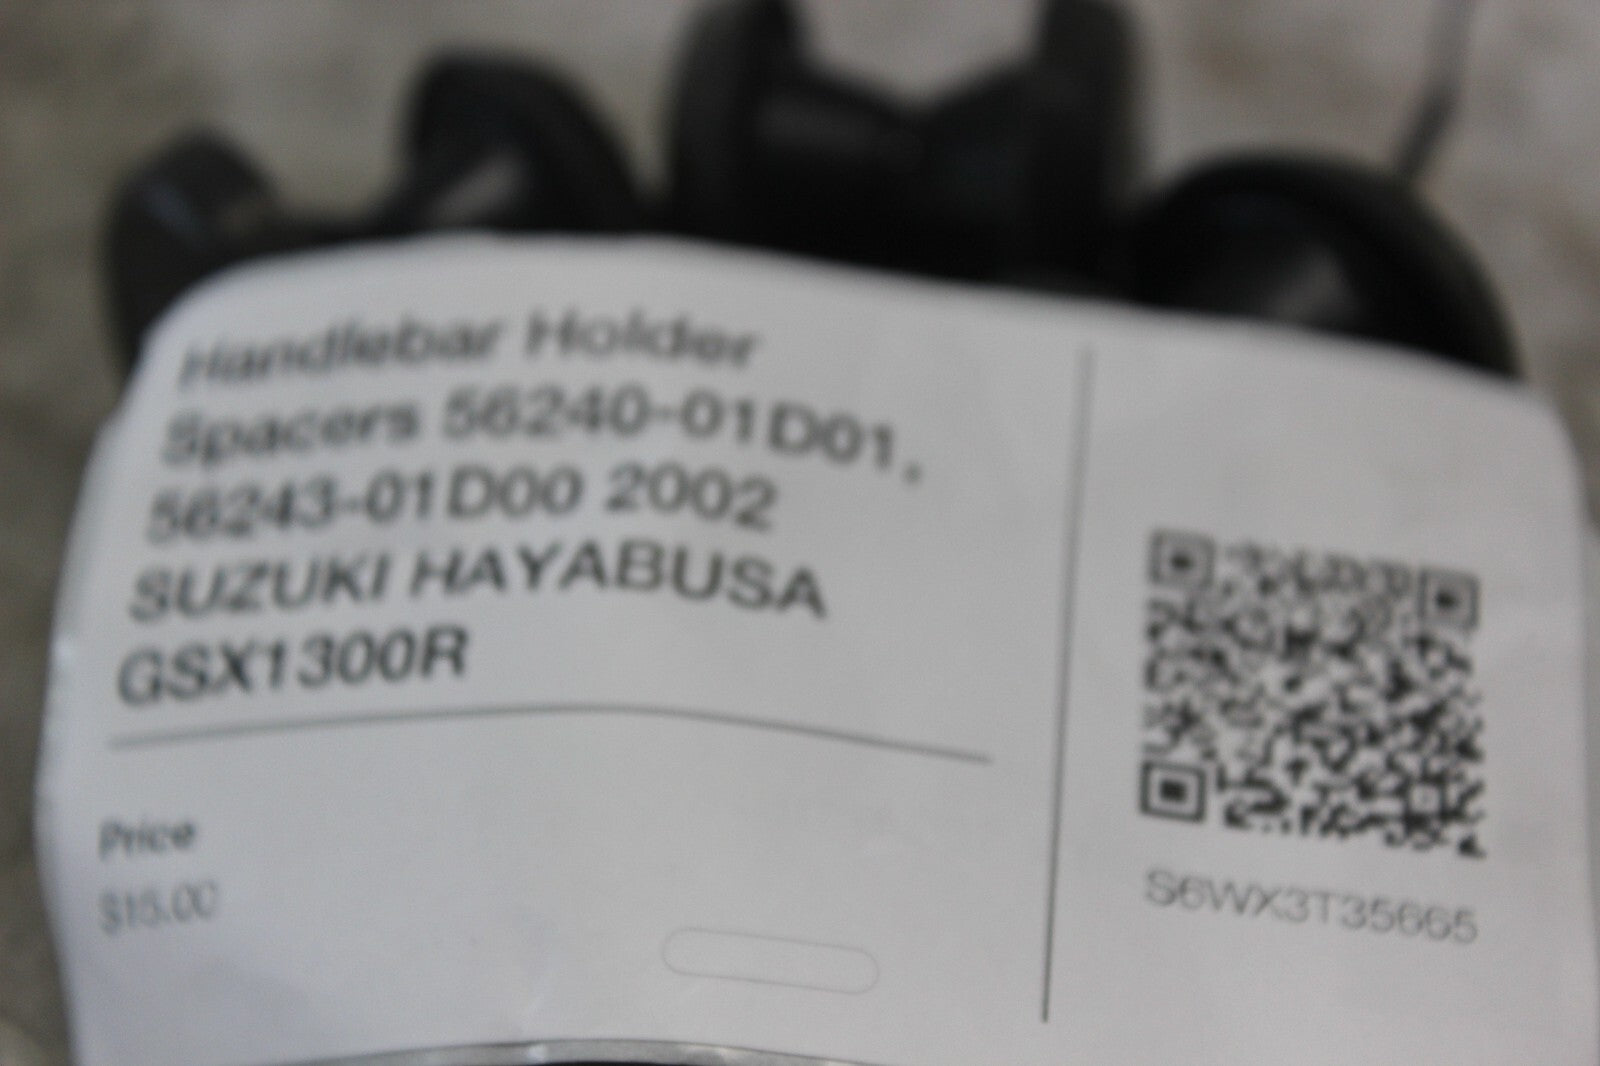 Handlebar Holder
Spacers 56240-01D01,
56243-01D00 2002
SUZUKI HAYABUSA
GSX1300R
Price
$15.00
S6WX3T35665